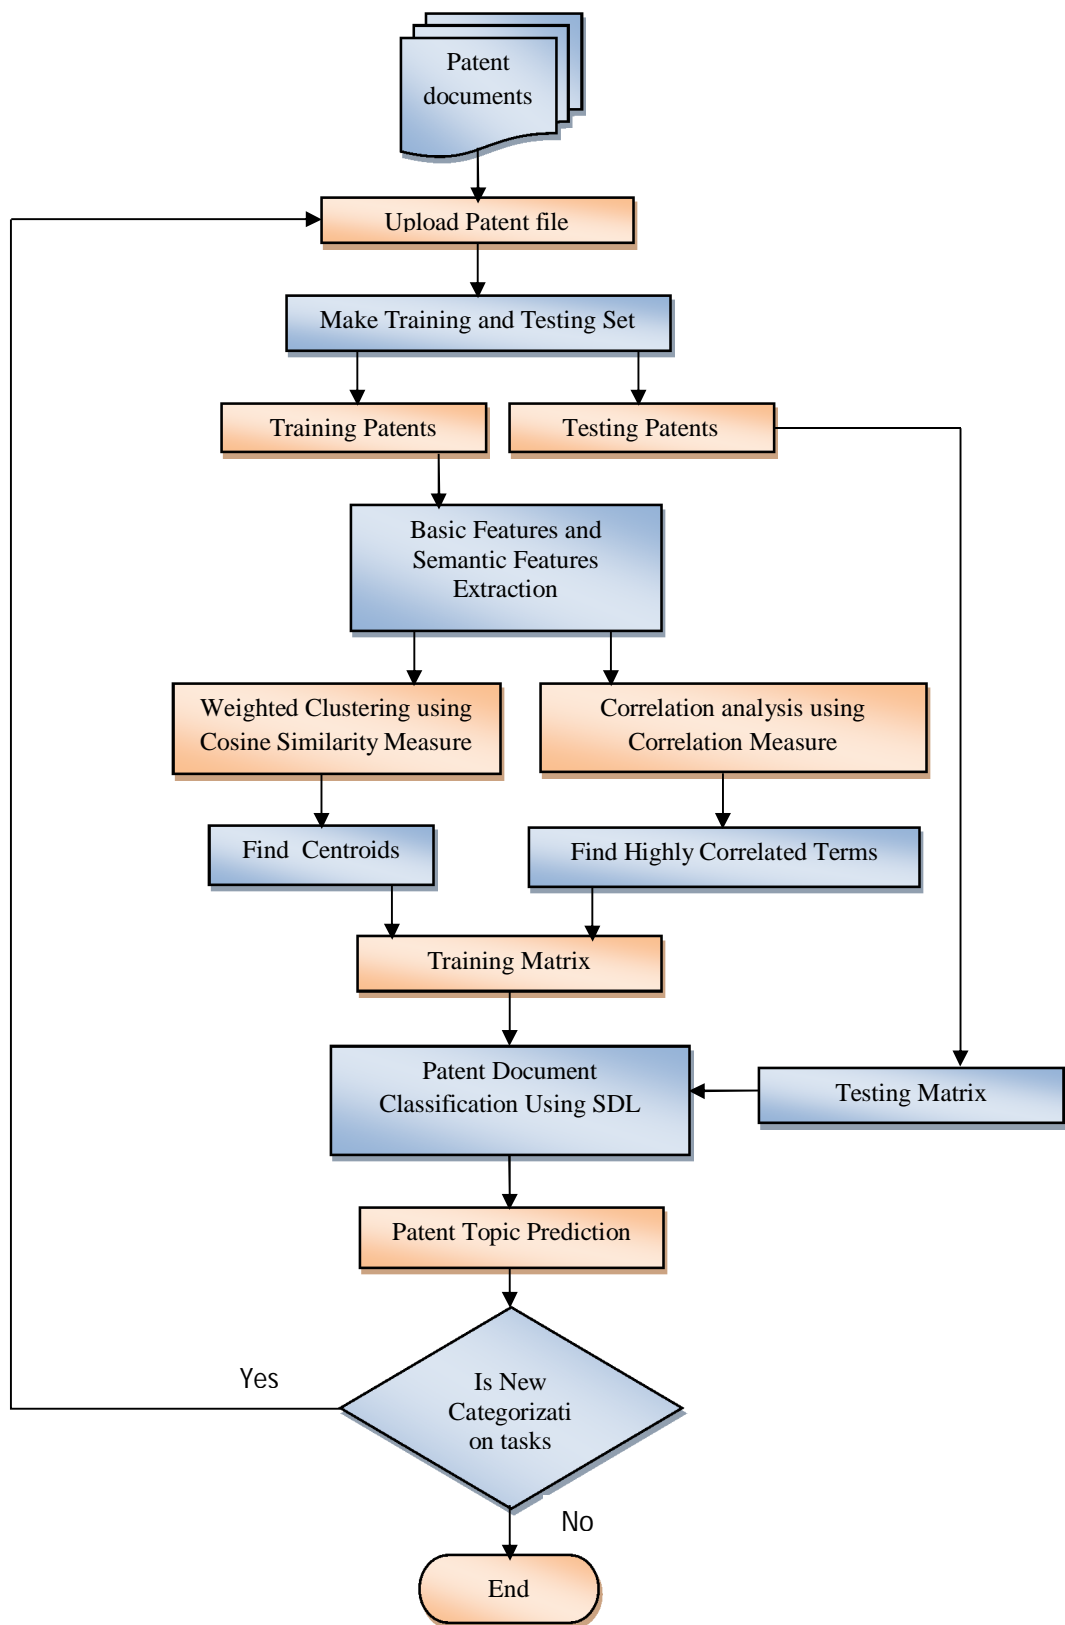 Patent
documents
Upload Patent file
Make Training and Testing Set
Training Patents
Testing Patents
Basic Features and
Semantic Features
Extraction
Weighted Clustering using
Cosine Similarity Measure
Correlation analysis using
Correlation Measure
Find Centroids
Find Highly Correlated Terms
Training Matrix
Patent Document
Classification Using SDL
Testing Matrix
Patent Topic Prediction
Yes
Is New
Categorizati
on tasks
No
End